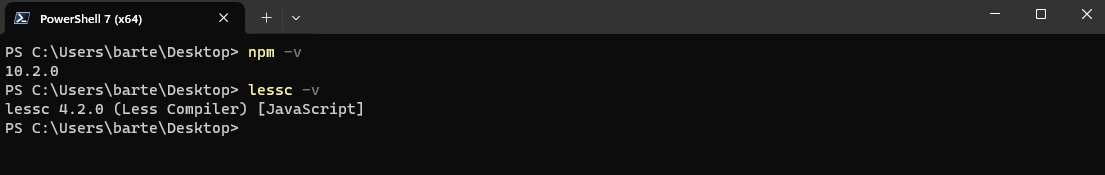 PowerShell 7 (x64)
PS C:\Users\barte\Desktop> npm -v
10.2.0
PS C:\Users\barte\Desktop> lessc -v
lessc 4.2.0 (Less Compiler) [JavaScript]
PS C:\Users\barte\Desktop>